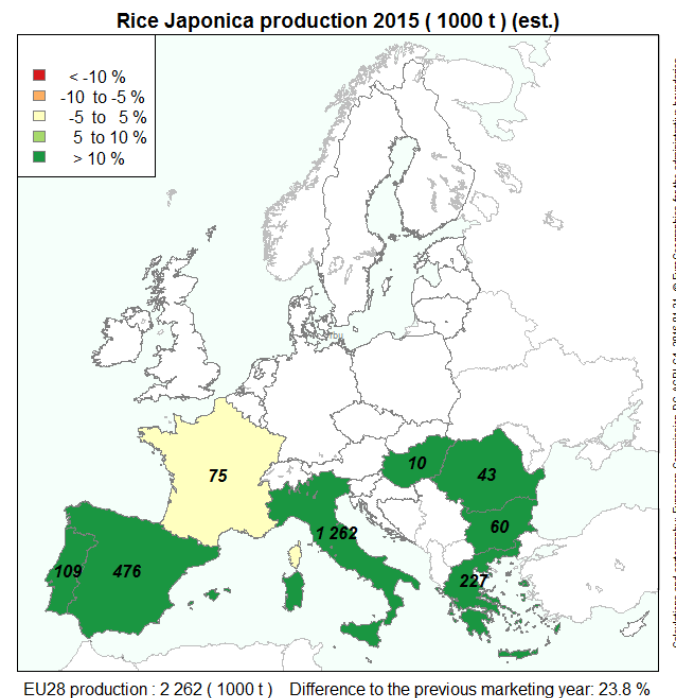 Rice Japonica production 2015 ( 1000 t ) (est.)
< -10 %
-10 to -5 %
-5 to 5 %
5 to 10 %
> 10 %
75
10
43
60
1 262
109
476
227
EU28 production : 2 262 ( 1000 t ) Difference to the previous marketing year: 23.8 %